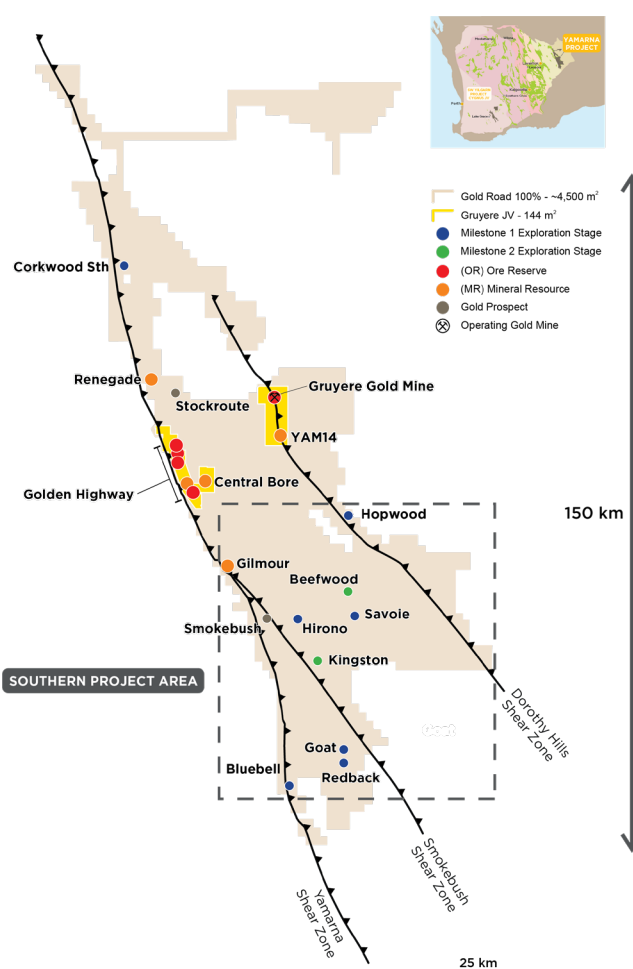 YAMARNA
PROJECT
Perth
Gold Road 100% - ~4,500 m²
Gruyere JV - 144 m²
Milestone 1 Exploration Stage
Milestone 2 Exploration Stage
(OR) Ore Reserve
(MR) Mineral Resource
Gold Prospect
Operating Gold Mine
Corkwood Sth
Renegade
Stockroute
Gruyere Gold Mine
YAM14
Central Bore
Golden Highway
Hopwood
150 km
Gilmour
Beefwood
Savoie
Smokebush
Hirono
Kingston
SOUTHERN PROJECT AREA
Dorothy Hills
Shear Zone
Goat
Bluebell
Redback
Smokebush
Shear Zone
Yamarna
Shear Zone
25 km